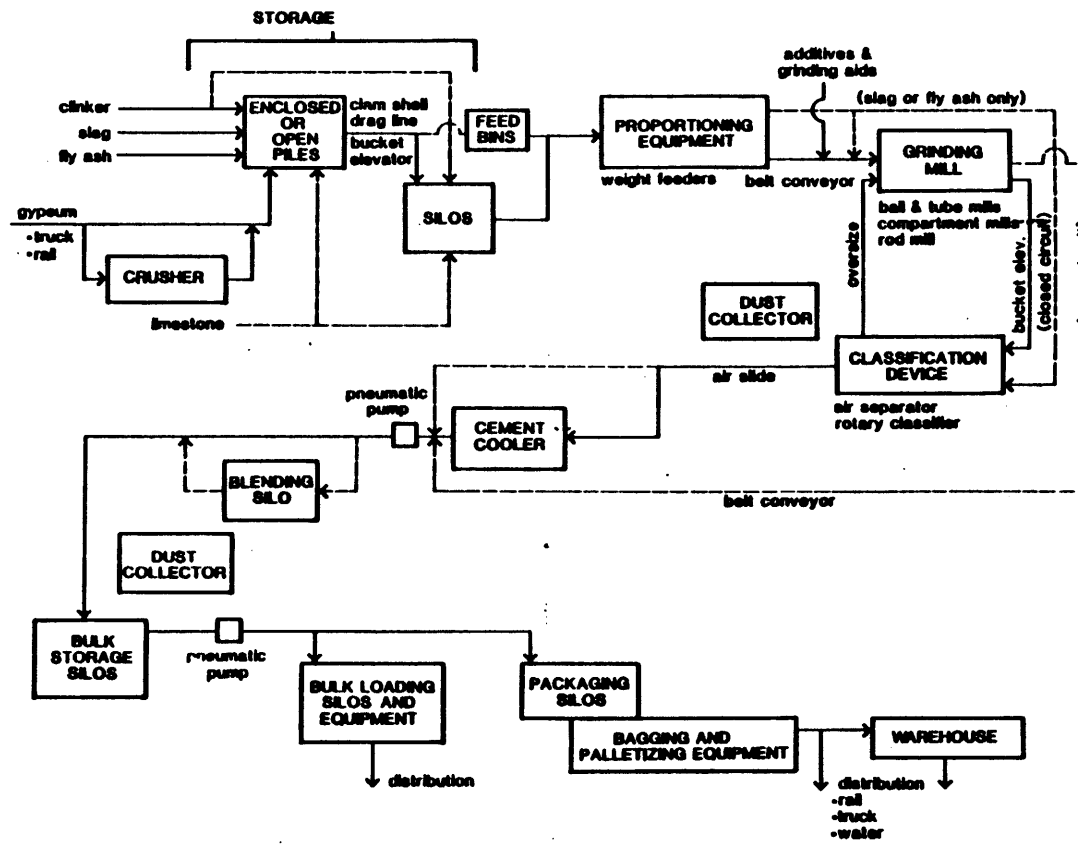 STORAGE
clinker
slag
fly ash
ENCLOSED
OR
OPEN
PILES
clam shell
drag line
bucket
elevator
FEED
BINS
SILOS
gypsum
•truck
•rail
CRUSHER
limestone
PROPORTIONING
EQUIPMENT
weight feeders
additives &
grinding aids
(slag or fly ash only)
belt conveyor
GRINDING
MILL
ball & tube mills
compartment mills
rod mill
oversize
bucket elev.
(closed circuit)
DUST
COLLECTOR
CLASSIFICATION
DEVICE
air separator
rotary classifier
air slide
CEMENT
COOLER
pneumatic
pump
BLENDING
SILO
belt conveyor
DUST
COLLECTOR
BULK
STORAGE
SILOS
pneumatic
pump
BULK LOADING
SILOS AND
EQUIPMENT
distribution
PACKAGING
SILOS
BAGGING AND
PALLETIZING EQUIPMENT
WAREHOUSE
distribution
•rail
•truck
•water